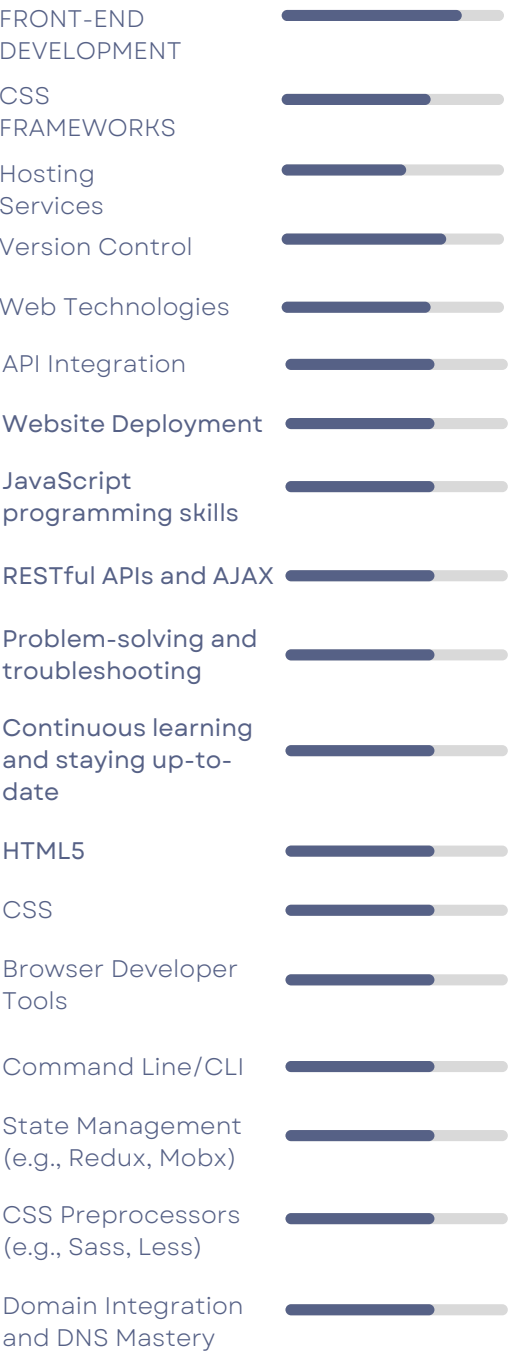 FRONT-END
DEVELOPMENT
CSS
FRAMEWORKS
Hosting
Services
Version Control
Web Technologies
API Integration
Website Deployment
JavaScript
programming skills
RESTful APIs and AJAX
Problem-solving and
troubleshooting
Continuous learning
and staying up-to-
date
HTML5
CSS
Browser Developer
Tools
Command Line/CLI
State Management
(e.g., Redux, Mobx)
CSS Preprocessors
(e.g., Sass, Less)
Domain Integration
and DNS Mastery